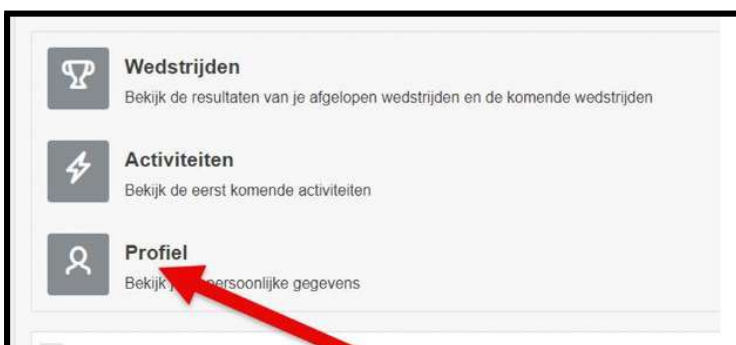 Wedstrijden
Bekijk de resultaten van je afgelopen wedstrijden en de komende wedstrijden
Activiteiten
Bekijk de eerst komende activiteiten
Profiel
Bekijk persoonlijke gegevens